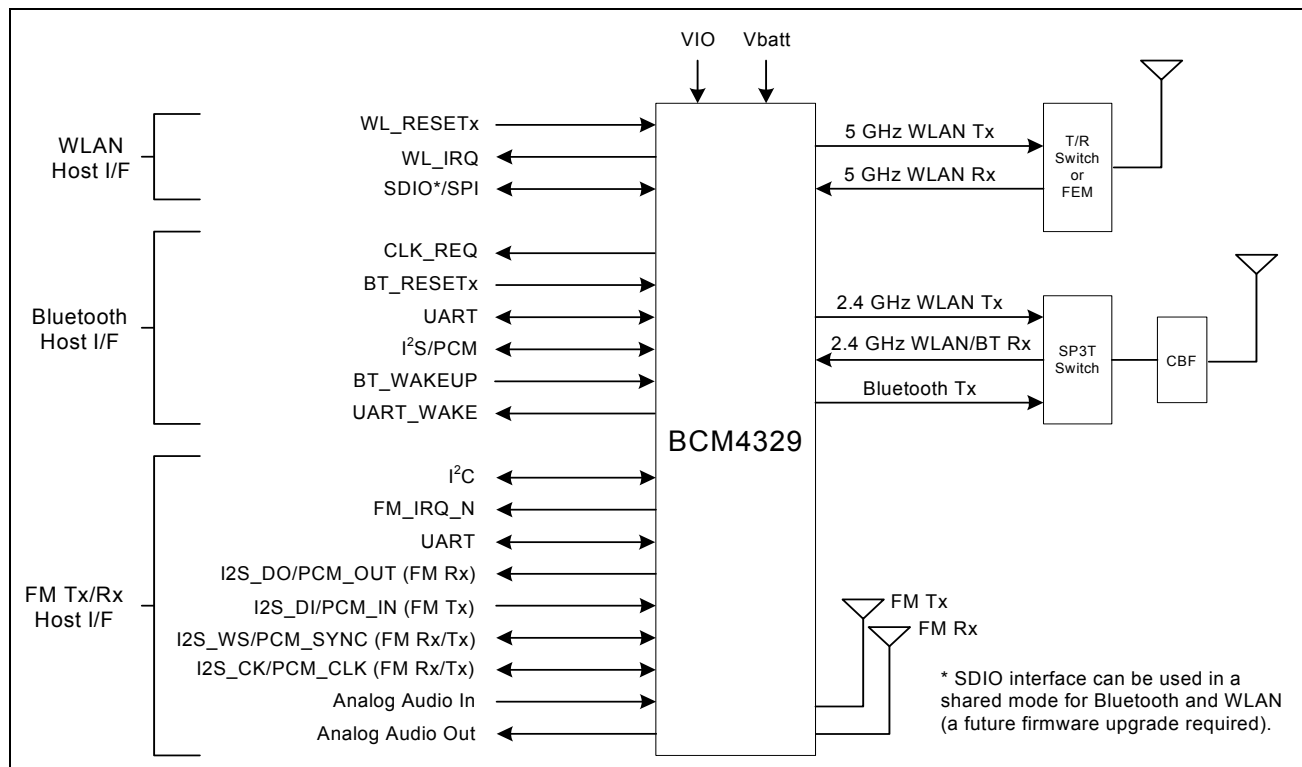 VIO
Vbatt
WLAN
Host I/F
WL_RESETx
WL_IRQ
SDIO*/SPI
Bluetooth
Host I/F
CLK_REQ
BT_RESETx
UART
I²S/PCM
BT_WAKEUP
UART_WAKE
FM Tx/Rx
Host I/F
I²C
FM_IRQ_N
UART
I2S_DO/PCM_OUT (FM Rx)
I2S_DI/PCM_IN (FM Tx)
I2S_WS/PCM_SYNC (FM Rx/Tx)
I2S_CK/PCM_CLK (FM Rx/Tx)
Analog Audio In
Analog Audio Out
BCM4329
5 GHz WLAN Tx
5 GHz WLAN Rx
T/R
Switch
or
FEM
2.4 GHz WLAN Tx
2.4 GHz WLAN/BT Rx
Bluetooth Tx
SP3T
Switch
CBF
FM Tx
FM Rx
* SDIO interface can be used in a
shared mode for Bluetooth and WLAN
(a future firmware upgrade required).